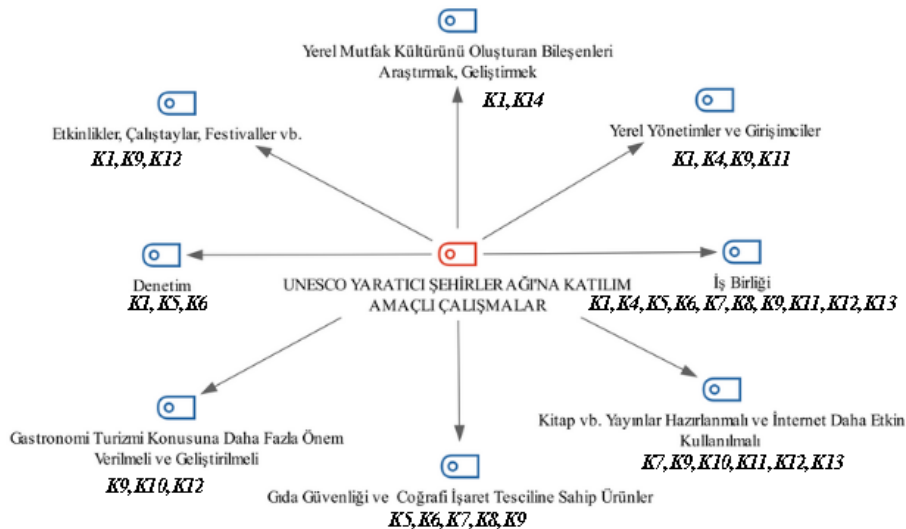 Yerel Mutfak Kültürünü Oluşturan Bileşenleri
Araştırmak, Geliştirmek
K1,K14
Etkinlikler, Çalıştaylar, Festivaller vb.
K1,K9,K12
Yerel Yönetimler ve Girişimciler
K1,K4,K9,K11
Denetim
K1,K5,K6
UNESCO YARATICI ŞEHİRLER AĞI'NA KATILIM
AMAÇLI ÇALIŞMALAR
İş Birliği
K1,K4,K5,K6,K7,K8,K9,K11,K12,K13
Gastronomi Turizmi Konusuna Daha Fazla Önem
Verilmeli ve Geliştirilmeli
K9,K10,K12
Kitap vb. Yayınlar Hazırlanmalı ve İnternet Daha Etkin
Kullanılmalı
K7,K9,K10,K11,K12,K13
Gıda Güvenliği ve Coğrafi İşaret Tesciline Sahip Ürünler
K5,K6,K7,K8,K9